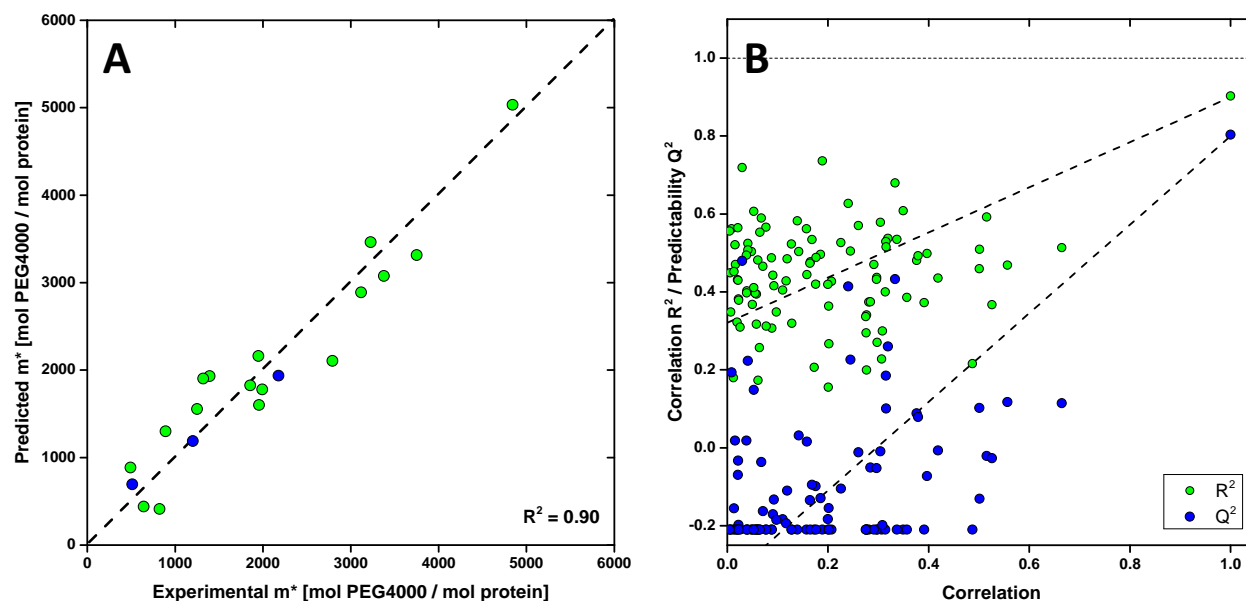 A
6000
5000
4000
3000
2000
1000
0
Predicted m* [mol PEG4000 / mol protein]
R² = 0.90
0 1000 2000 3000 4000 5000 6000
Experimental m* [mol PEG4000 / mol protein]
B
1.0
0.8
0.6
0.4
0.2
0.0
-0.2
Correlation R² / Predictability Q²
R²
Q²
0.0 0.2 0.4 0.6 0.8 1.0
Correlation